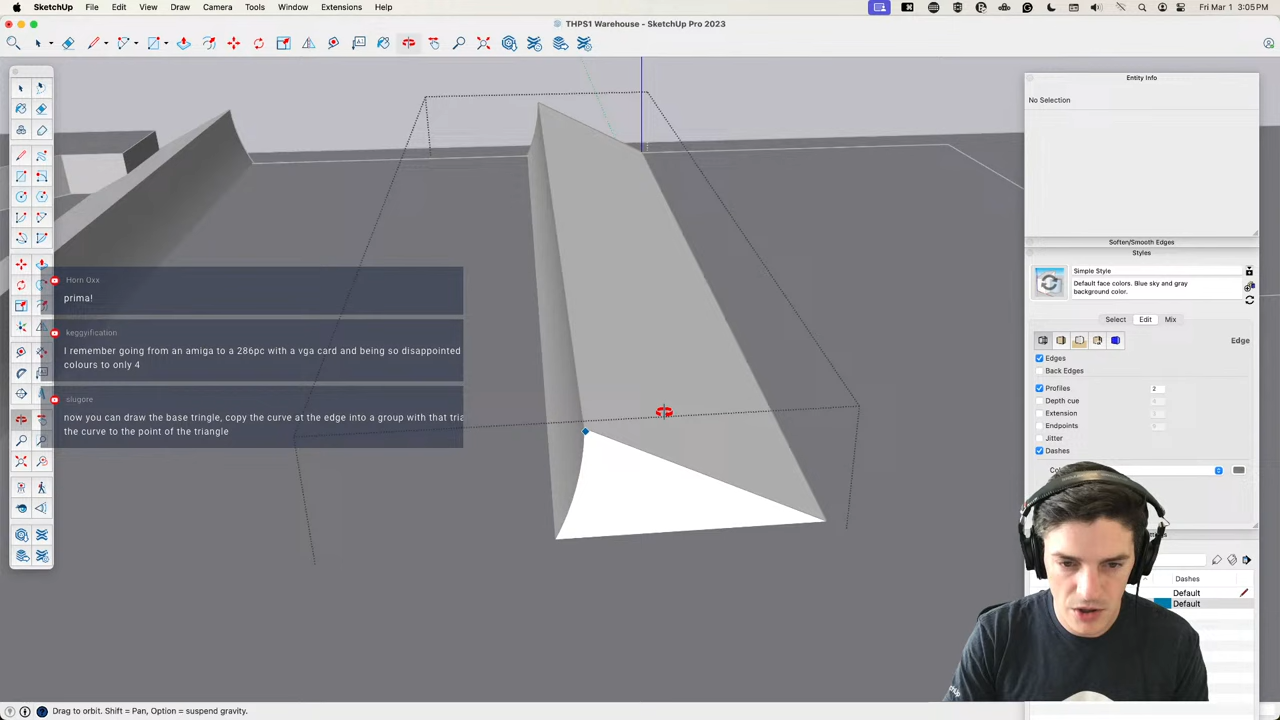 SketchUp File Edit View Draw Camera Tools Window Extensions Help
Fri Mar 1 3:05 PM
THPS1 Warehouse - SketchUp Pro 2023
Entity Info
No Selection
Soften/Smooth Edges
Styles
Simple Style
Default face colors. Blue sky and gray
background color.
Select Edit Mix
Edge
Edges
Back Edges
Profiles 2
Depth cue
Extension
Endpoints
Jitter
Dashes
Dashes
Default
Default
Horn Oxx
prima!
keggyification
I remember going from an amiga to a 286pc with a vga card and being so disappointed
colours to only 4
slugore
now you can draw the base tringle, copy the curve at the edge into a group with that tria
the curve to the point of the triangle
Drag to orbit. Shift = Pan, Option = suspend gravity.